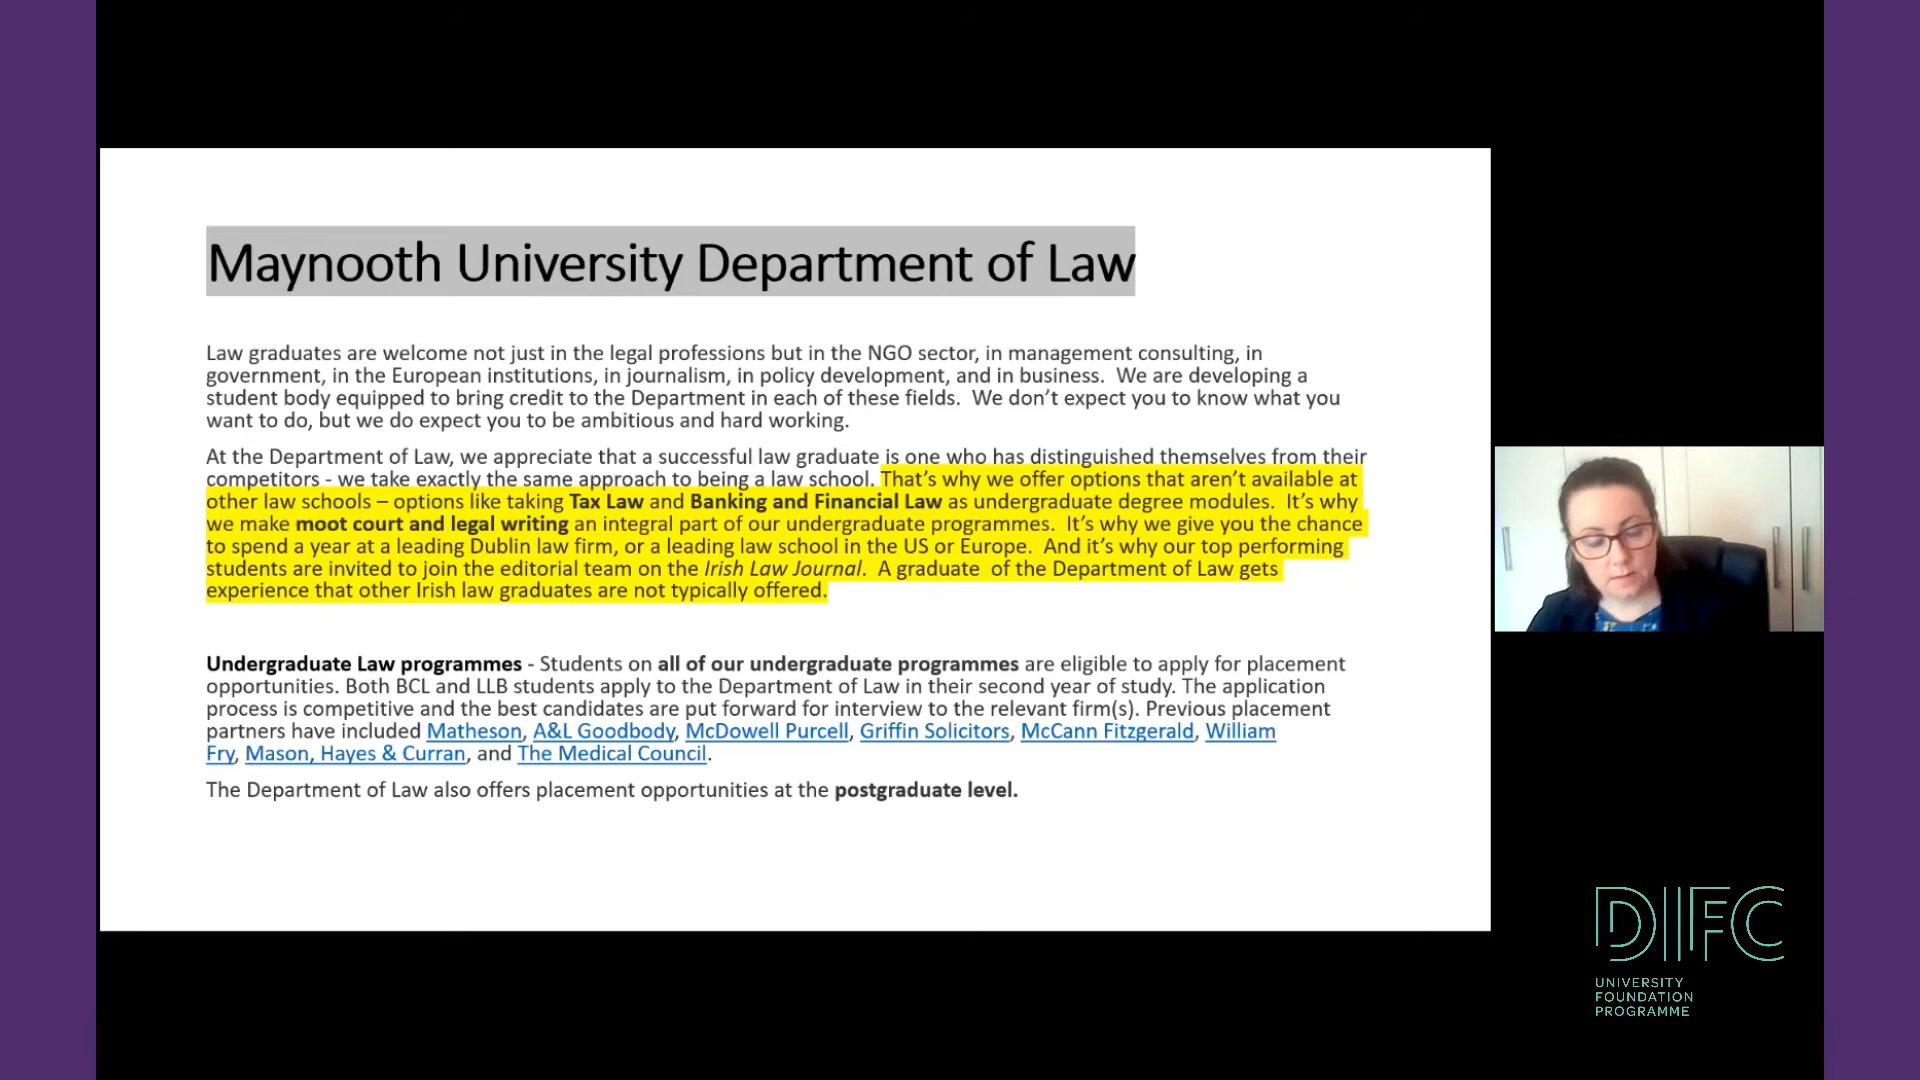 Maynooth University Department of Law
Law graduates are welcome not just in the legal professions but in the NGO sector, in management consulting, in
government, in the European institutions, in journalism, in policy development, and in business.  We are developing a
student body equipped to bring credit to the Department in each of these fields.  We don’t expect you to know what you
want to do, but we do expect you to be ambitious and hard working.
At the Department of Law, we appreciate that a successful law graduate is one who has distinguished themselves from their
competitors - we take exactly the same approach to being a law school. That’s why we offer options that aren’t available at
other law schools – options like taking Tax Law and Banking and Financial Law as undergraduate degree modules.  It’s why
we make moot court and legal writing an integral part of our undergraduate programmes.  It’s why we give you the chance
to spend a year at a leading Dublin law firm, or a leading law school in the US or Europe.  And it’s why our top performing
students are invited to join the editorial team on the Irish Law Journal.  A graduate  of the Department of Law gets
experience that other Irish law graduates are not typically offered.
Undergraduate Law programmes - Students on all of our undergraduate programmes are eligible to apply for placement
opportunities. Both BCL and LLB students apply to the Department of Law in their second year of study. The application
process is competitive and the best candidates are put forward for interview to the relevant firm(s). Previous placement
partners have included Matheson, A&L Goodbody, McDowell Purcell, Griffin Solicitors, McCann Fitzgerald, William
Fry, Mason, Hayes & Curran, and The Medical Council.
The Department of Law also offers placement opportunities at the postgraduate level.
DIFC
UNIVERSITY
FOUNDATION
PROGRAMME